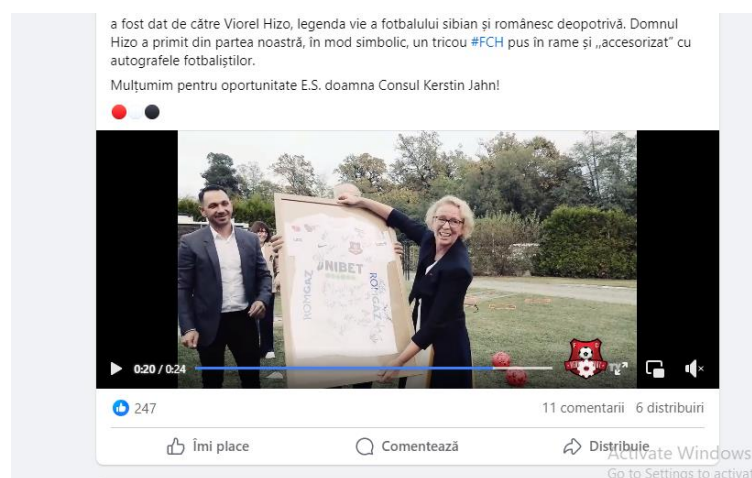 a fost dat de către Viorel Hizo, legenda vie a fotbalului sibian și românesc deopotrivă. Domnul
Hizo a primit din partea noastră, în mod simbolic, un tricou #FCH pus în rame și ,,accesorizat” cu
autografele fotbaliștilor.
Mulțumim pentru oportunitate E.S. doamna Consul Kerstin Jahn!
UNIBET
ROMGAZ
ROMGAZ
0:20 / 0:24
247
11 comentarii 6 distribuiri
Îmi place
Comentează
Distribuie
Activate Windows
Go to Settings to activat